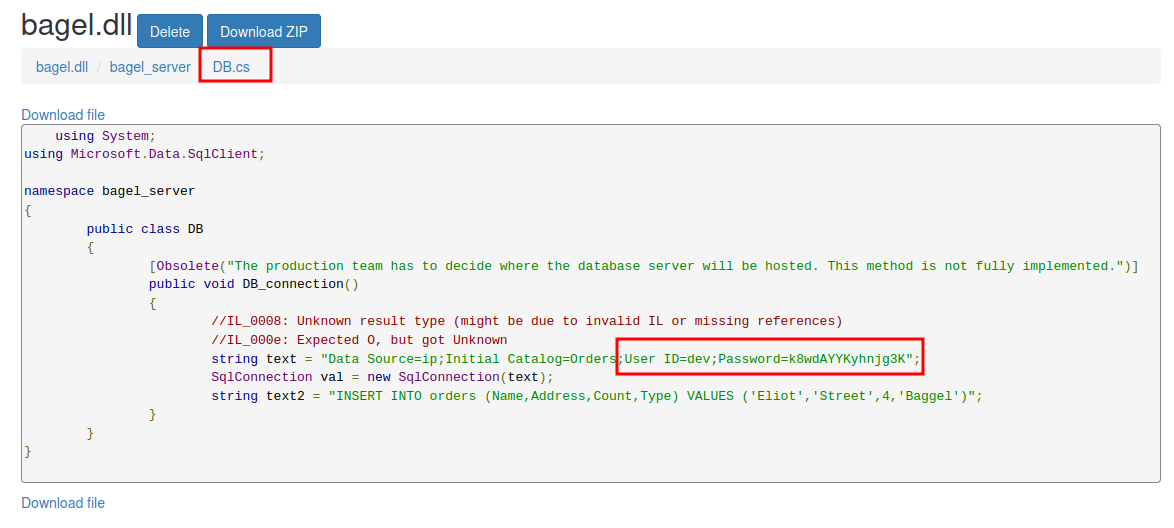 bagel.dll Delete Download ZIP
bagel.dll / bagel_server / DB.cs
Download file
using System;
using Microsoft.Data.SqlClient;
namespace bagel_server
{
public class DB
{
[Obsolete("The production team has to decide where the database server will be hosted. This method is not fully implemented.")]
public void DB_connection()
{
//IL_0008: Unknown result type (might be due to invalid IL or missing references)
//IL_000e: Expected O, but got Unknown
string text = "Data Source=ip;Initial Catalog=Orders;User ID=dev;Password=k8wdAYYKyhnjg3K";
SqlConnection val = new SqlConnection(text);
string text2 = "INSERT INTO orders (Name,Address,Count,Type) VALUES ('Eliot','Street',4,'Baggel')";
}
}
}
Download file